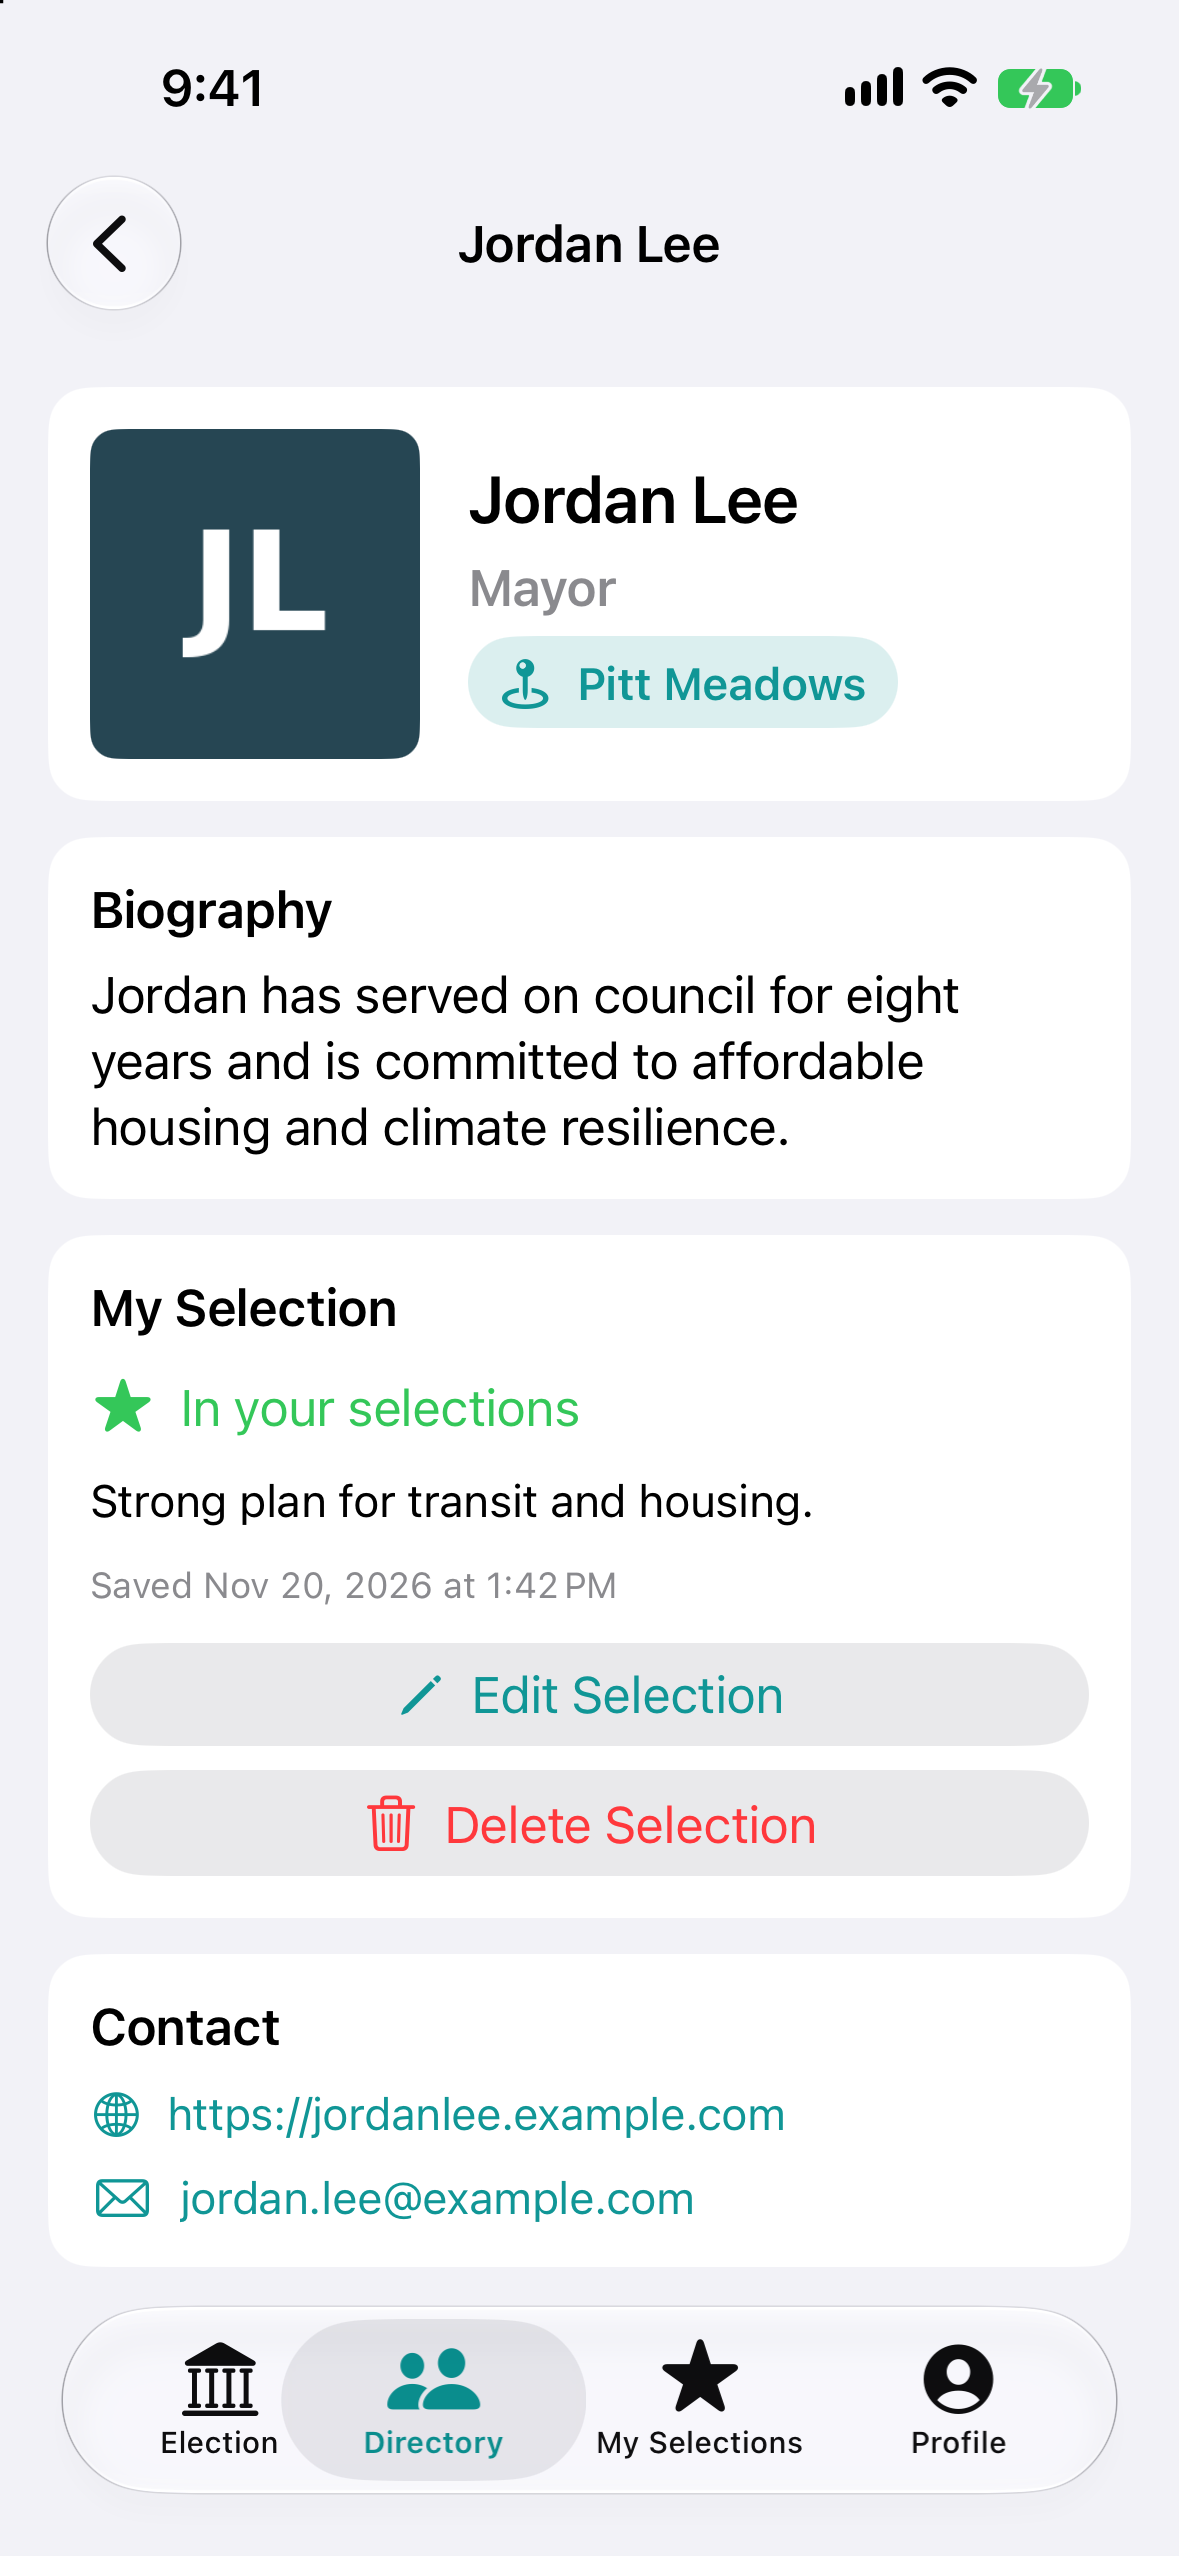 9:41
Jordan Lee
JL
Jordan Lee
Mayor
Pitt Meadows
Biography
Jordan has served on council for eight
years and is committed to affordable
housing and climate resilience.
My Selection
In your selections
Strong plan for transit and housing.
Saved Nov 20, 2026 at 1:42 PM
Edit Selection
Delete Selection
Contact
https://jordanlee.example.com
jordan.lee@example.com
Election
Directory
My Selections
Profile